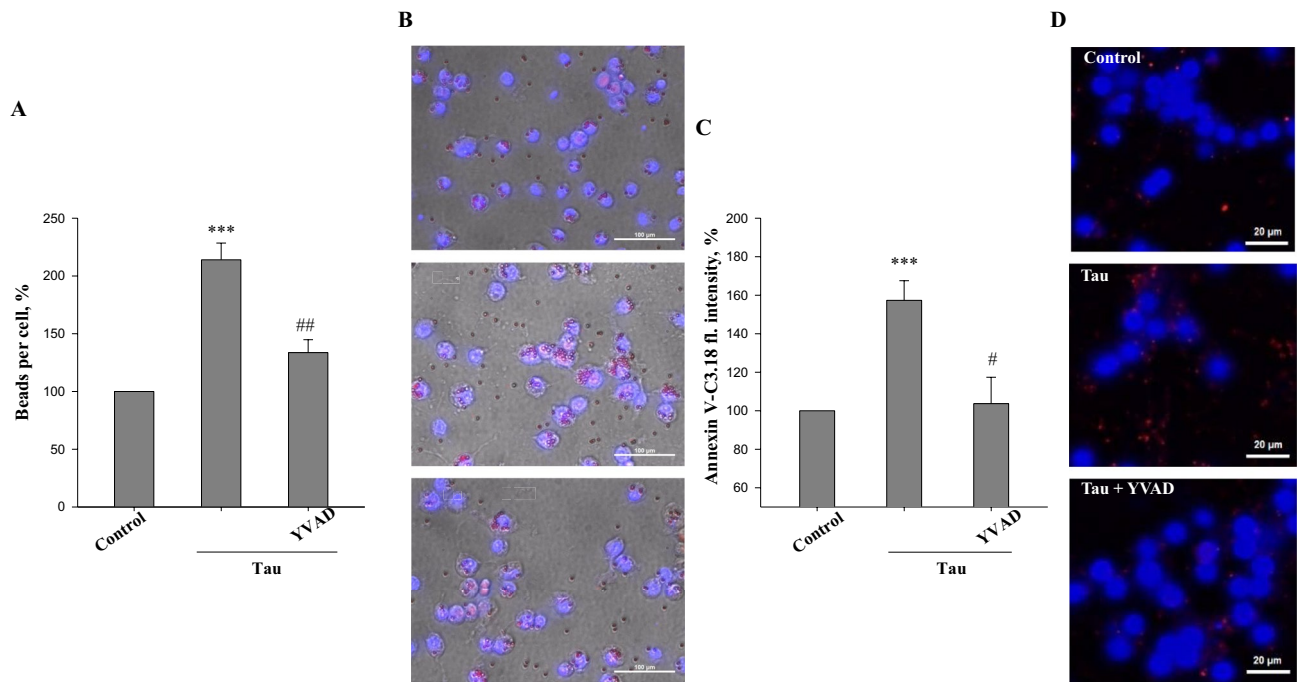 A
Beads per cell, %
250
200
150
100
50
0
***
##
Control
YVAD
Tau
B
100 µm
100 µm
100 µm
C
Annexin V-C3.18 fl. intensity, %
200
180
160
140
120
100
80
60
***
#
Control
YVAD
Tau
D
Control
20 µm
Tau
20 µm
Tau + YVAD
20 µm